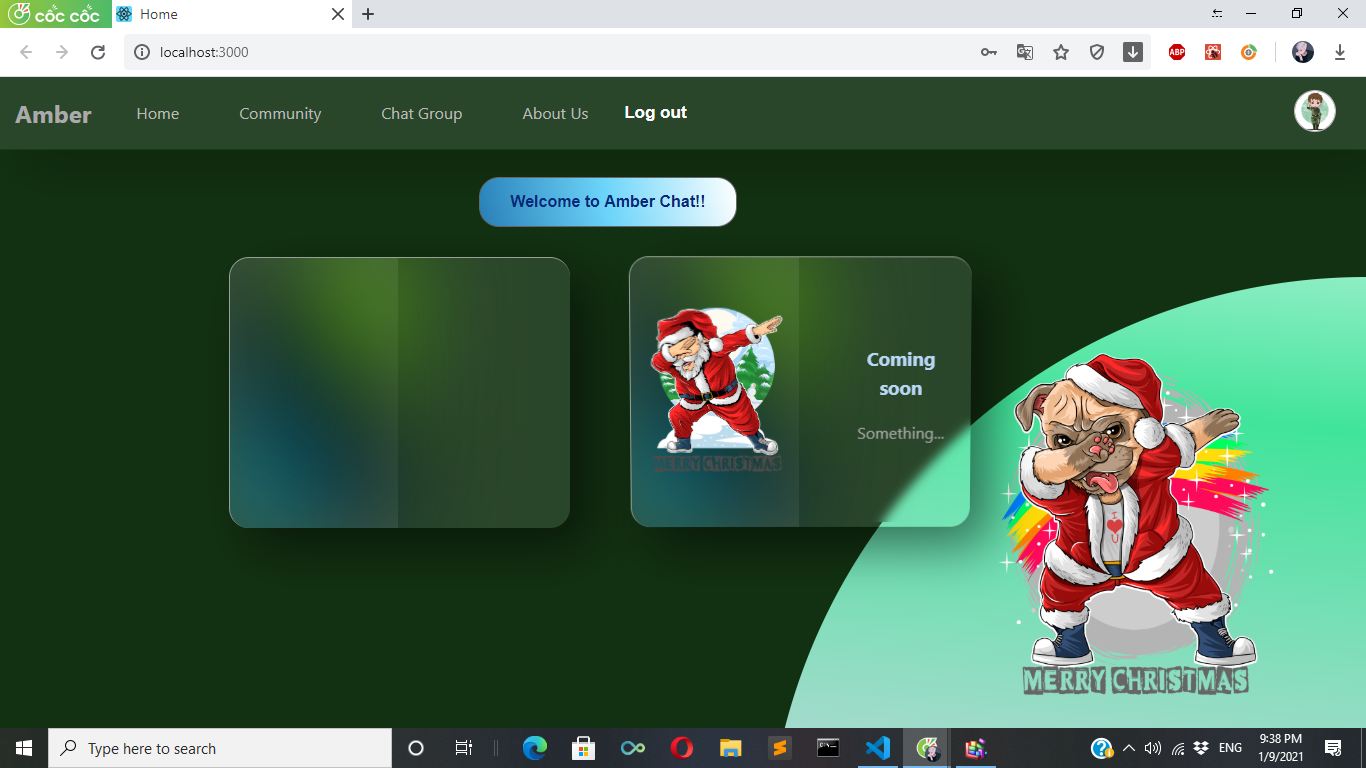 cốc cốc
Home
localhost:3000
ABP
Amber
Home
Community
Chat Group
About Us
Log out
Welcome to Amber Chat!!
MERRY CHRISTMAS
Coming
soon
Something...
I
U
MERRY CHRISTMAS
Type here to search
ENG
9:38 PM
1/9/2021